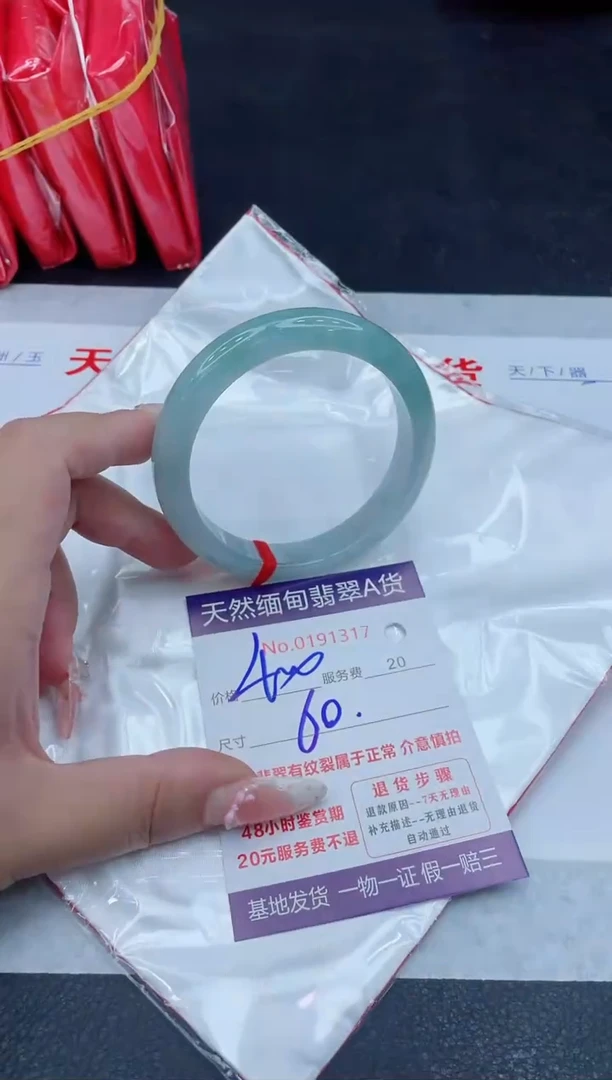 天
货
天/下/器
天然缅甸翡翠A货
No.0191317
价格 400 服务费 20
尺寸 60.
翡翠有纹裂属于正常 介意慎拍
48小时鉴赏期
20元服务费不退
退货步骤
退款原因--7天无理由
补充描述--无理由退货
自动通过
基地发货 一物一证 假一赔三